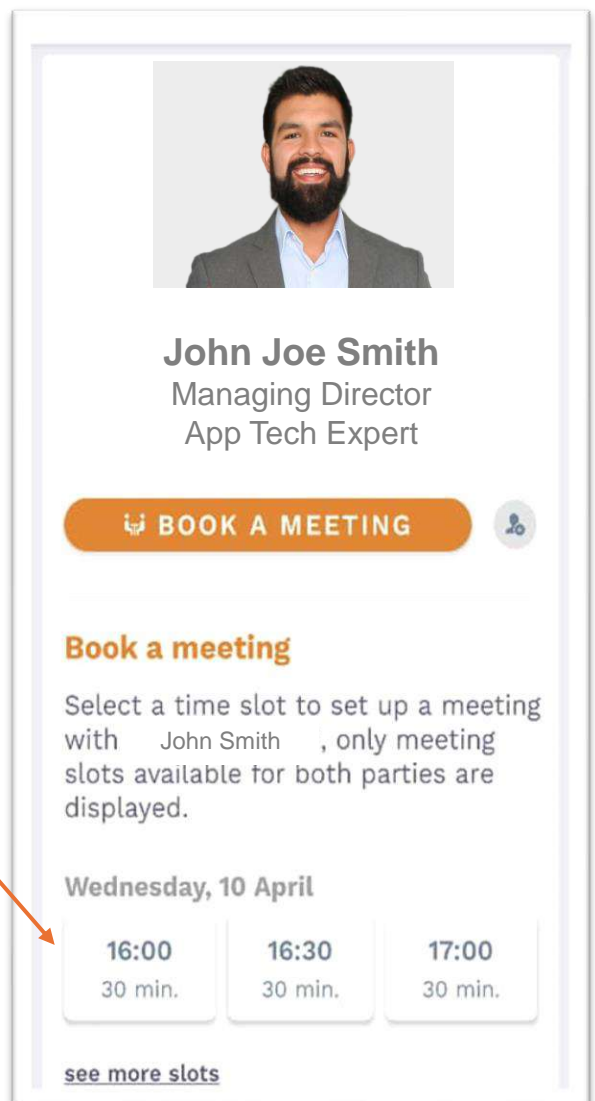 John Joe Smith
Managing Director
App Tech Expert
BOOK A MEETING
Book a meeting
Select a time slot to set up a meeting
with John Smith , only meeting
slots available for both parties are
displayed.
Wednesday, 10 April
16:00 16:30 17:00
30 min. 30 min. 30 min.
see more slots